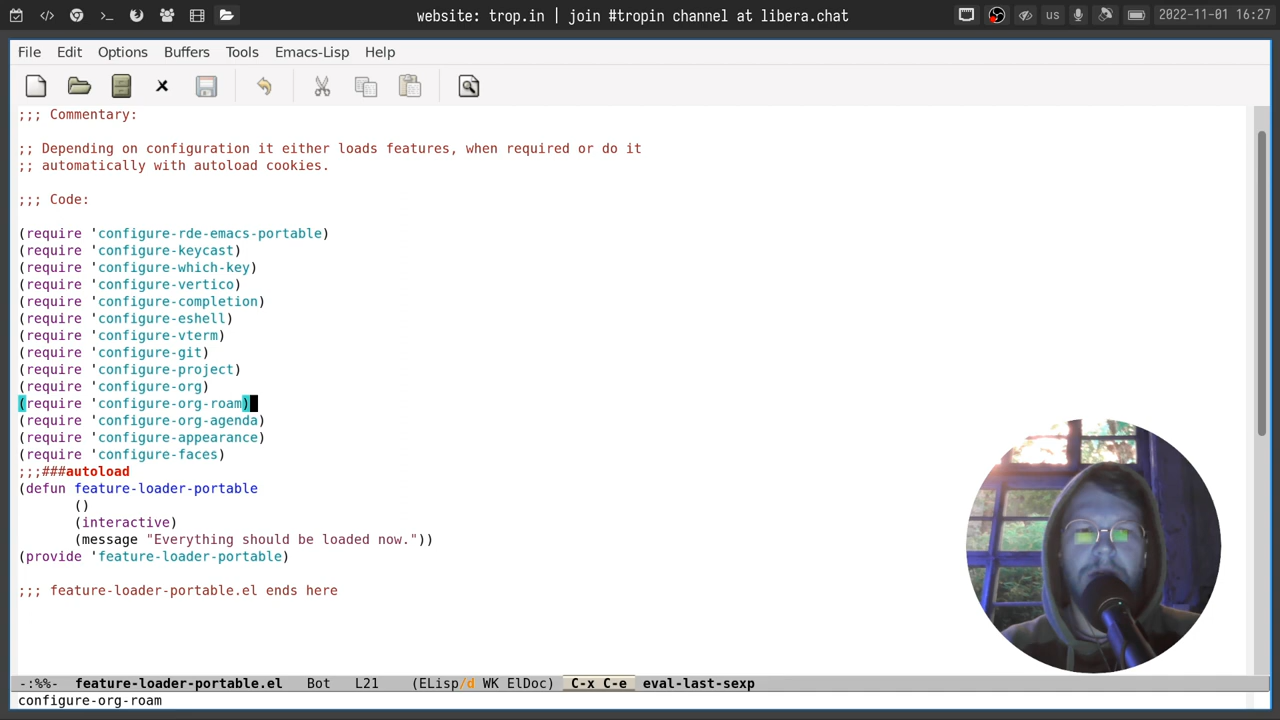 website: trop.in | join #tropin channel at libera.chat
us
2022-11-01 16:27
File Edit Options Buffers Tools Emacs-Lisp Help
;;; Commentary:
;; Depending on configuration it either loads features, when required or do it
;; automatically with autoload cookies.
;;; Code:
(require 'configure-rde-emacs-portable)
(require 'configure-keycast)
(require 'configure-which-key)
(require 'configure-vertico)
(require 'configure-completion)
(require 'configure-eshell)
(require 'configure-vterm)
(require 'configure-git)
(require 'configure-project)
(require 'configure-org)
(require 'configure-org-roam)
(require 'configure-org-agenda)
(require 'configure-appearance)
(require 'configure-faces)
;;;###autoload
(defun feature-loader-portable
()
(interactive)
(message "Everything should be loaded now."))
(provide 'feature-loader-portable)
;;; feature-loader-portable.el ends here
-:%%- feature-loader-portable.el Bot L21 (ELisp/d WK ElDoc) C-x C-e eval-last-sexp
configure-org-roam